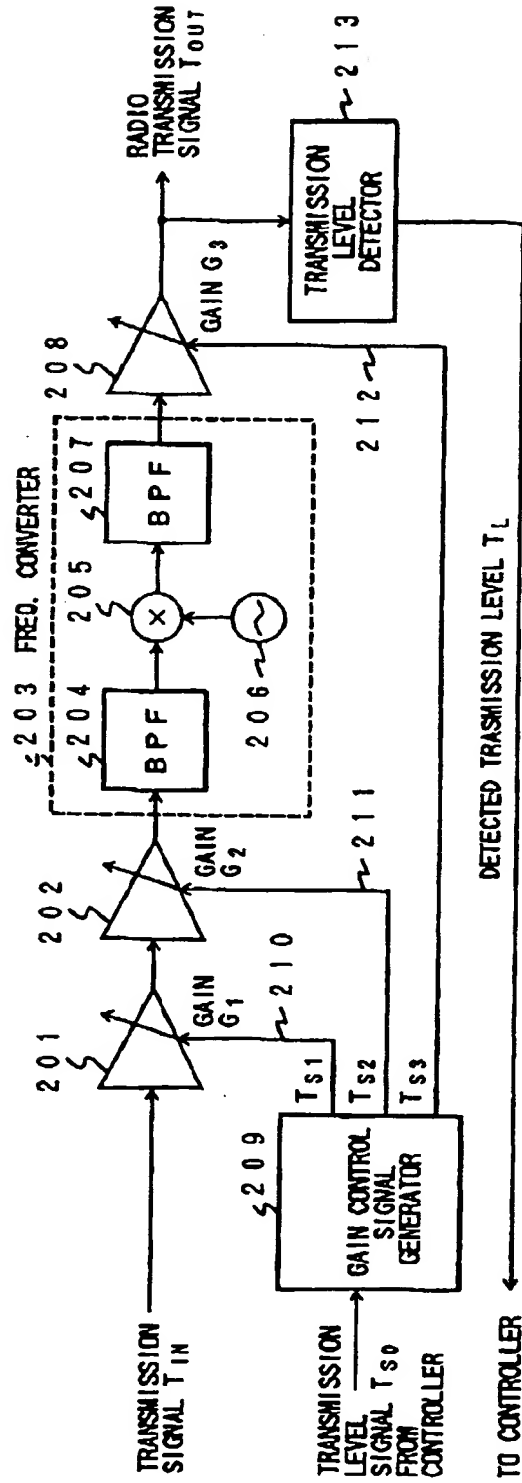 TRANSMISSION
SIGNAL TIN
201
GAIN
G1
202
GAIN
G2
203 FREQ. CONVERTER
204
BPF
205
×
206
207
BPF
208
GAIN G3
RADIO
TRANSMISSION
SIGNAL TOUT
TRANSMISSION
LEVEL
SIGNAL TS0
FROM
CONTROLLER
209
GAIN CONTROL
SIGNAL
GENERATOR
TS1
TS2
TS3
210
211
212
TRANSMISSION
LEVEL
DETECTOR
213
DETECTED TRASMISSION LEVEL TL
TO CONTROLLER